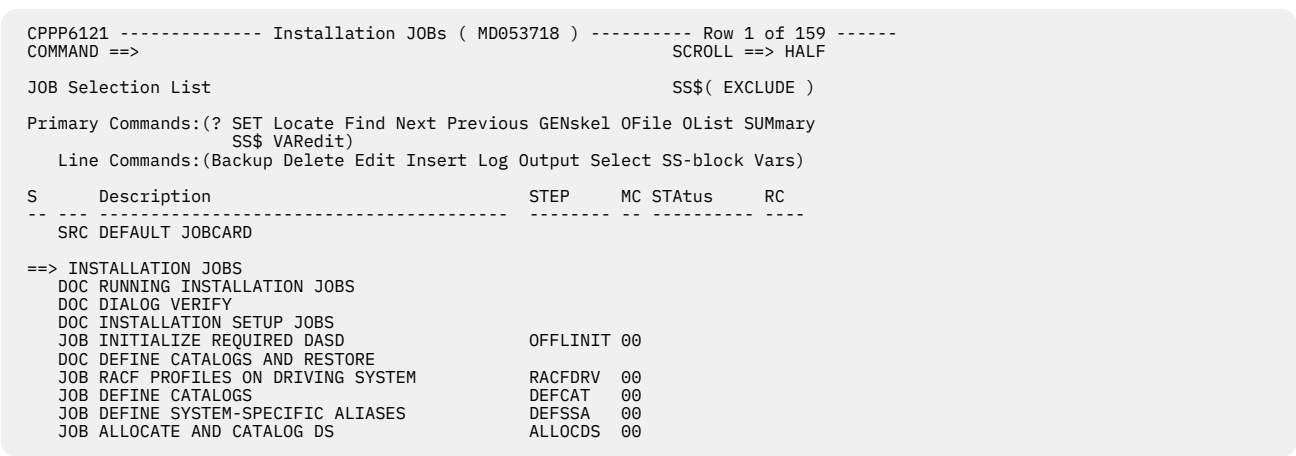 CPPP6121 -------------- Installation JOBs ( MD053718 ) ---------- Row 1 of 159 ------
COMMAND ==>                                                    SCROLL ==> HALF
JOB Selection List                                             SS$( EXCLUDE )
Primary Commands:(? SET Locate Find Next Previous GENskel OFile OList SUMmary
                    SS$ VARedit)
   Line Commands:(Backup Delete Edit Insert Log Output Select SS-block Vars)
S      Description                               STEP     MC STAtus     RC
-- --- ----------------------------------------  -------- -- ---------- ----
   SRC DEFAULT JOBCARD
==> INSTALLATION JOBS
   DOC RUNNING INSTALLATION JOBS
   DOC DIALOG VERIFY
   DOC INSTALLATION SETUP JOBS
   JOB INITIALIZE REQUIRED DASD                  OFFLINIT 00
   DOC DEFINE CATALOGS AND RESTORE
   JOB RACF PROFILES ON DRIVING SYSTEM           RACFDRV  00
   JOB DEFINE CATALOGS                           DEFCAT   00
   JOB DEFINE SYSTEM-SPECIFIC ALIASES            DEFSSA   00
   JOB ALLOCATE AND CATALOG DS                   ALLOCDS  00